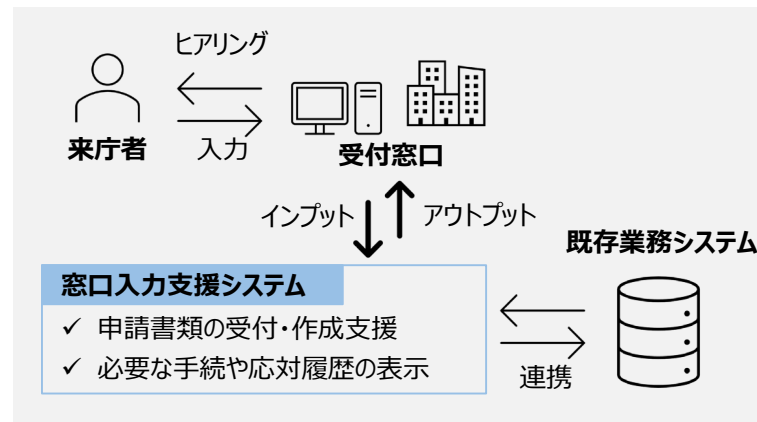 ヒアリング
来庁者
入力
受付窓口
インプット
アウトプット
既存業務システム
窓口入力支援システム
✓ 申請書類の受付・作成支援
✓ 必要な手続や応対履歴の表示
連携